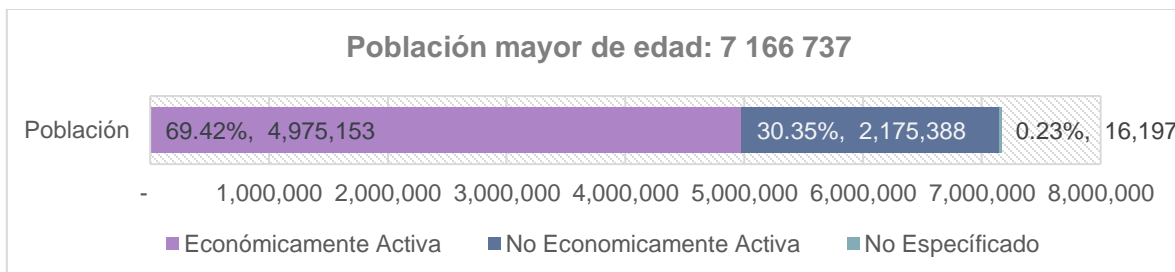 Población mayor de edad: 7 166 737
Población
69.42%, 4,975,153
30.35%, 2,175,388
0.23%, 16,197
- 1,000,000 2,000,000 3,000,000 4,000,000 5,000,000 6,000,000 7,000,000 8,000,000
Económicamente Activa No Economicamente Activa No Específicado